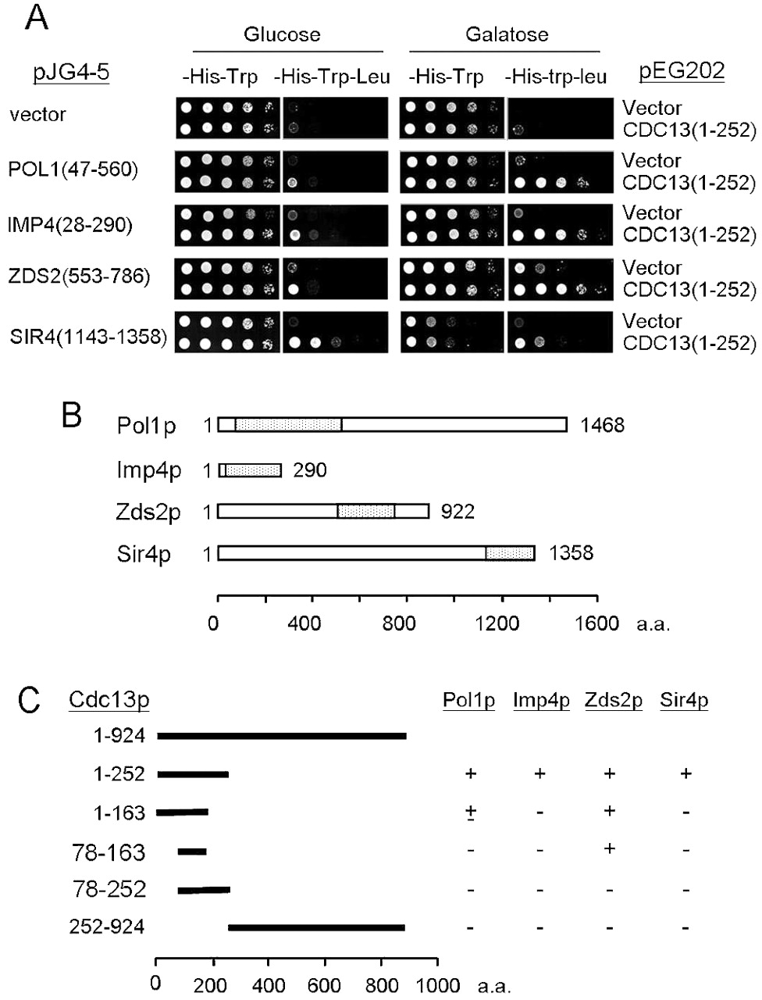 A
Glucose Galatose
pJG4-5 -His-Trp -His-Trp-Leu -His-Trp -His-trp-leu pEG202
vector Vector
CDC13(1-252)
POL1(47-560) Vector
CDC13(1-252)
IMP4(28-290) Vector
CDC13(1-252)
ZDS2(553-786) Vector
CDC13(1-252)
SIR4(1143-1358) Vector
CDC13(1-252)
B
Pol1p 1 1468
Imp4p 1 290
Zds2p 1 922
Sir4p 1 1358
0 400 800 1200 1600 a.a.
C Cdc13p Pol1p Imp4p Zds2p Sir4p
1-924
1-252 + + + +
1-163 ± - + -
78-163 - - + -
78-252 - - - -
252-924 - - - -
0 200 400 600 800 1000 a.a.